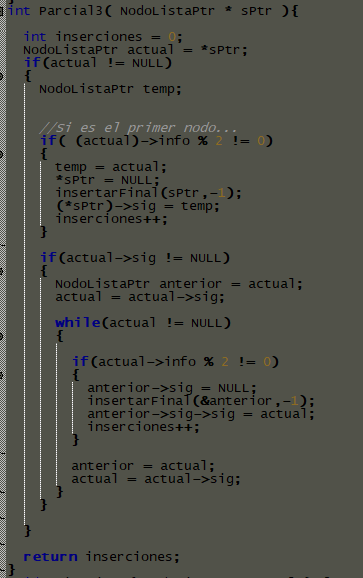 int Parcial3( NodoListaPtr * sPtr ){
int inserciones = 0;
NodoListaPtr actual = *sPtr;
if(actual != NULL)
{
NodoListaPtr temp;
//Si es el primer nodo...
if( (actual)->info % 2 != 0)
{
temp = actual;
*sPtr = NULL;
insertarFinal(sPtr,-1);
(*sPtr)->sig = temp;
inserciones++;
}
if(actual->sig != NULL)
{
NodoListaPtr anterior = actual;
actual = actual->sig;
while(actual != NULL)
{
if(actual->info % 2 != 0)
{
anterior->sig = NULL;
insertarFinal(&anterior,-1);
anterior->sig->sig = actual;
inserciones++;
}
anterior = actual;
actual = actual->sig;
}
}
}
return inserciones;
}